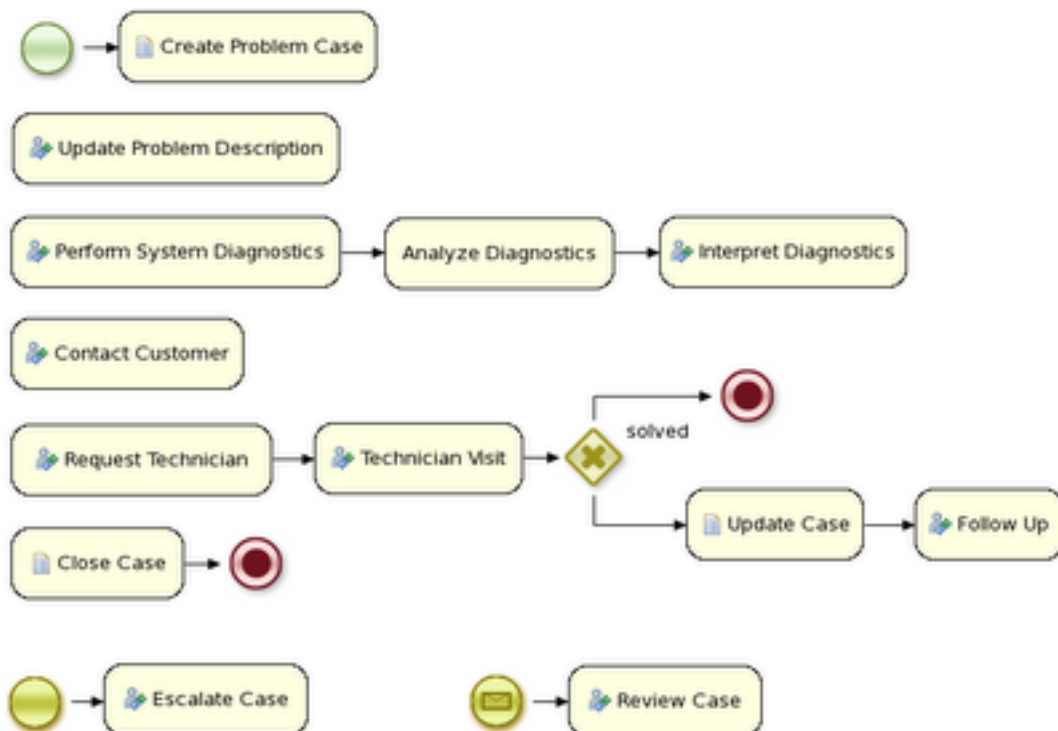 Create Problem Case
Update Problem Description
Perform System Diagnostics
Analyze Diagnostics
Interpret Diagnostics
Contact Customer
Request Technician
Technician Visit
solved
Update Case
Follow Up
Close Case
Escalate Case
Review Case